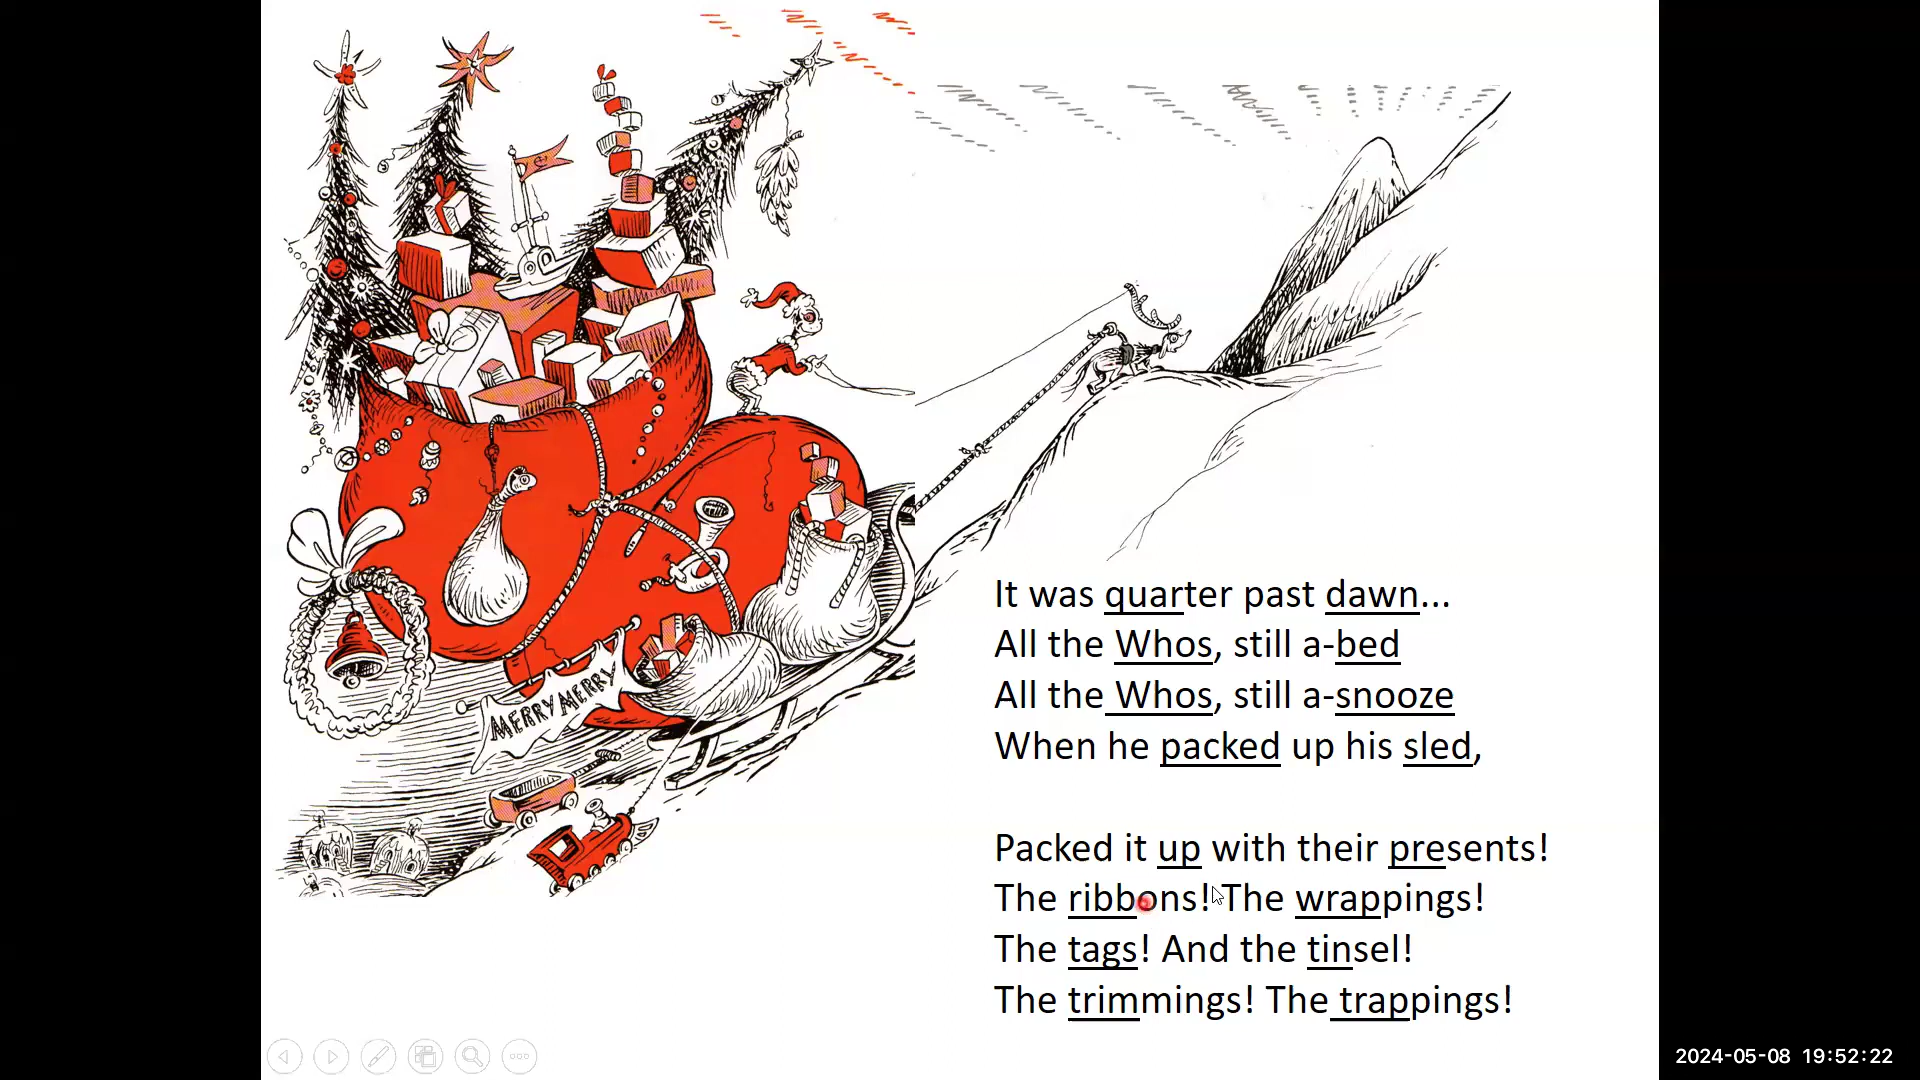 MERRY MERRY
It was quarter past dawn...
All the Whos, still a-bed
All the Whos, still a-snooze
When he packed up his sled,
Packed it up with their presents!
The ribbons! The wrappings!
The tags! And the tinsel!
The trimmings! The trappings!
2024-05-08 19:52:22